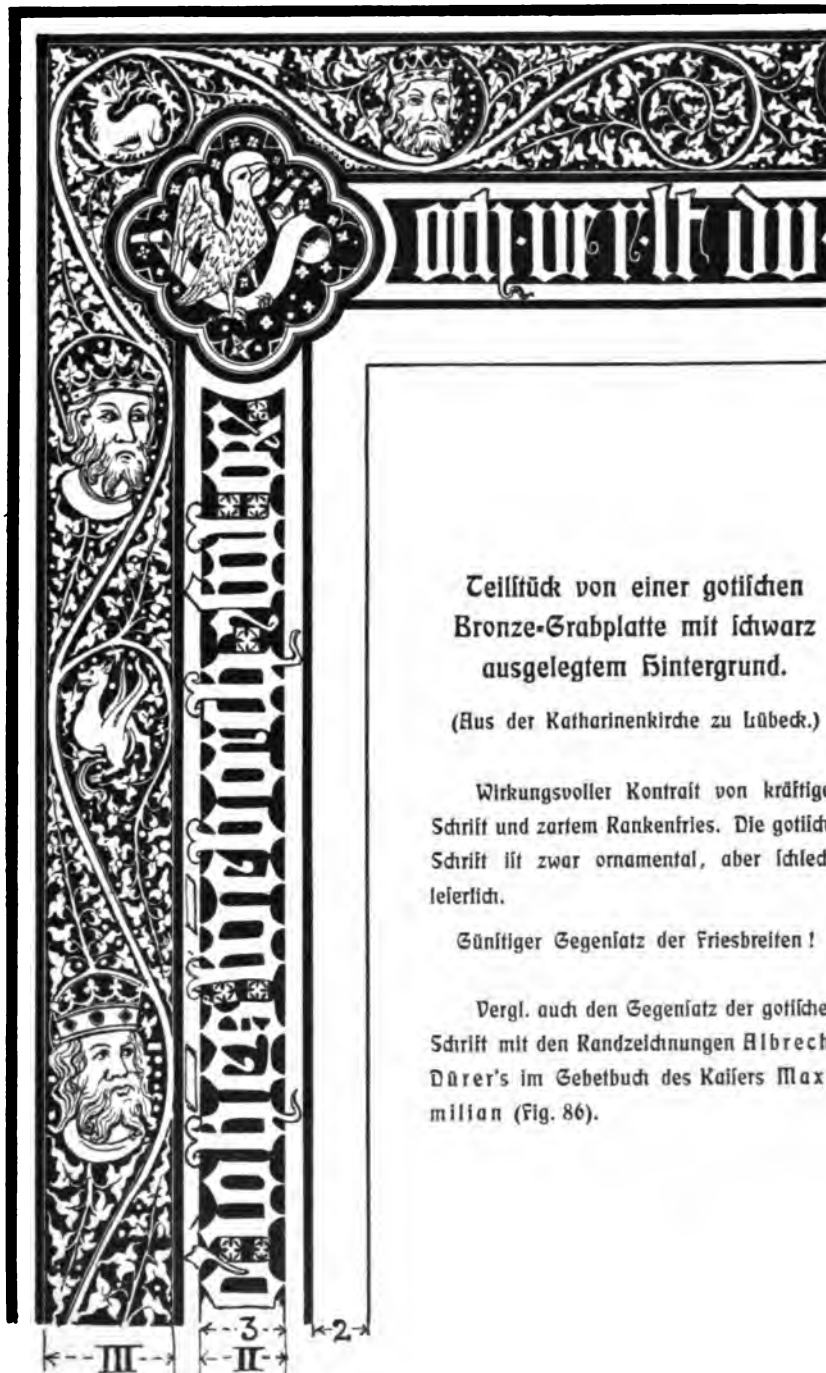 Teilſtück von einer gotiſchen
Bronze-Grabplatte mit ſchwarz
ausgelegtem Hintergrund.
(Aus der Katharinenkirche zu Lübeck.)
Wirkungsvoller Kontraſt von kräftige
Schrift und zartem Rankenfries. Die gotiſch
Schrift iſt zwar ornamental, aber ſchlech
leſerlich.
Günſtiger Gegenſatz der Friesbreiten!
Vergl. auch den Gegenſatz der gotiſche
Schrift mit den Randzeichnungen Albrech
Dürer's im Gebetbuch des Kaiſers Max
milian (Fig. 86).
3 2
III II